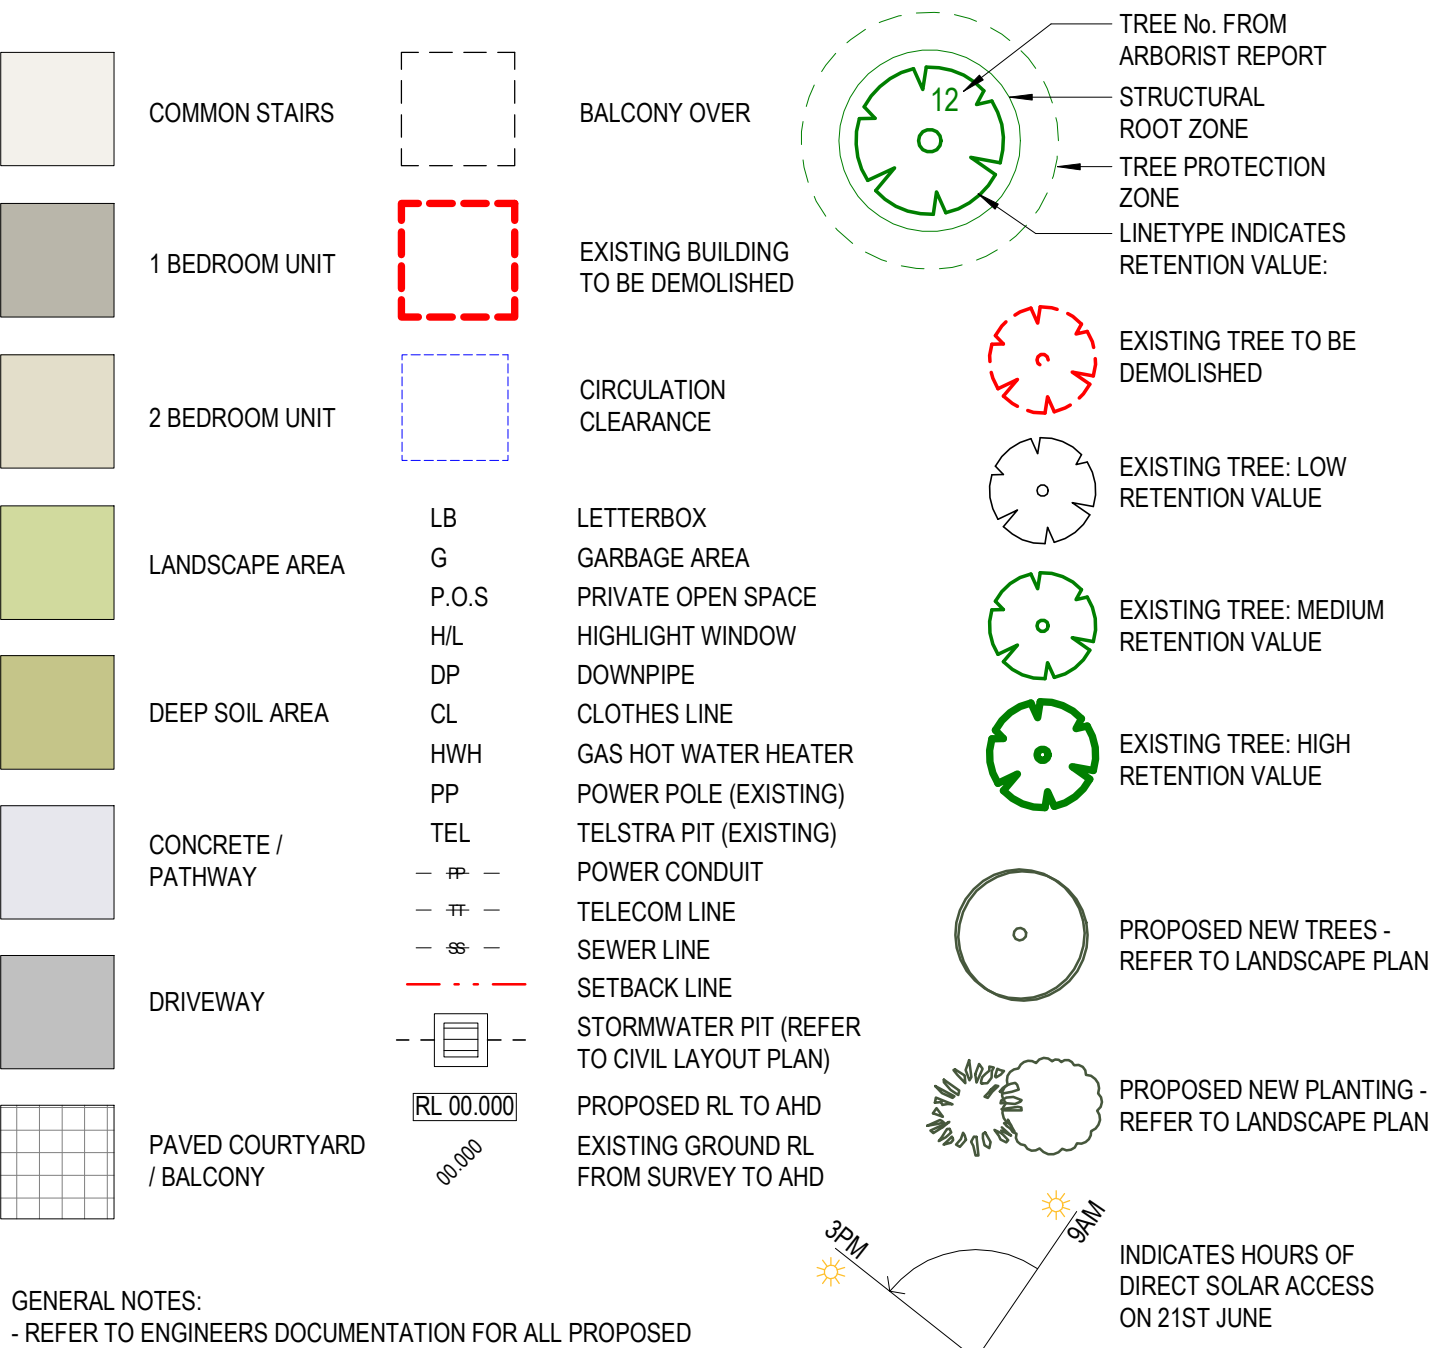 COMMON STAIRS
1 BEDROOM UNIT
2 BEDROOM UNIT
LANDSCAPE AREA
DEEP SOIL AREA
CONCRETE /
PATHWAY
DRIVEWAY
PAVED COURTYARD
/ BALCONY
BALCONY OVER
EXISTING BUILDING
TO BE DEMOLISHED
CIRCULATION
CLEARANCE
LB LETTERBOX
G GARBAGE AREA
P.O.S PRIVATE OPEN SPACE
H/L HIGHLIGHT WINDOW
DP DOWNPIPE
CL CLOTHES LINE
HWH GAS HOT WATER HEATER
PP POWER POLE (EXISTING)
TEL TELSTRA PIT (EXISTING)
PP POWER CONDUIT
TT TELECOM LINE
SS SEWER LINE
SETBACK LINE
STORMWATER PIT (REFER
TO CIVIL LAYOUT PLAN)
RL 00.000 PROPOSED RL TO AHD
00.000 EXISTING GROUND RL
FROM SURVEY TO AHD
12
TREE No. FROM
ARBORIST REPORT
STRUCTURAL
ROOT ZONE
TREE PROTECTION
ZONE
LINETYPE INDICATES
RETENTION VALUE:
EXISTING TREE TO BE
DEMOLISHED
EXISTING TREE: LOW
RETENTION VALUE
EXISTING TREE: MEDIUM
RETENTION VALUE
EXISTING TREE: HIGH
RETENTION VALUE
PROPOSED NEW TREES -
REFER TO LANDSCAPE PLAN
PROPOSED NEW PLANTING -
REFER TO LANDSCAPE PLAN
3PM
9AM
INDICATES HOURS OF
DIRECT SOLAR ACCESS
ON 21ST JUNE
GENERAL NOTES:
- REFER TO ENGINEERS DOCUMENTATION FOR ALL PROPOSED